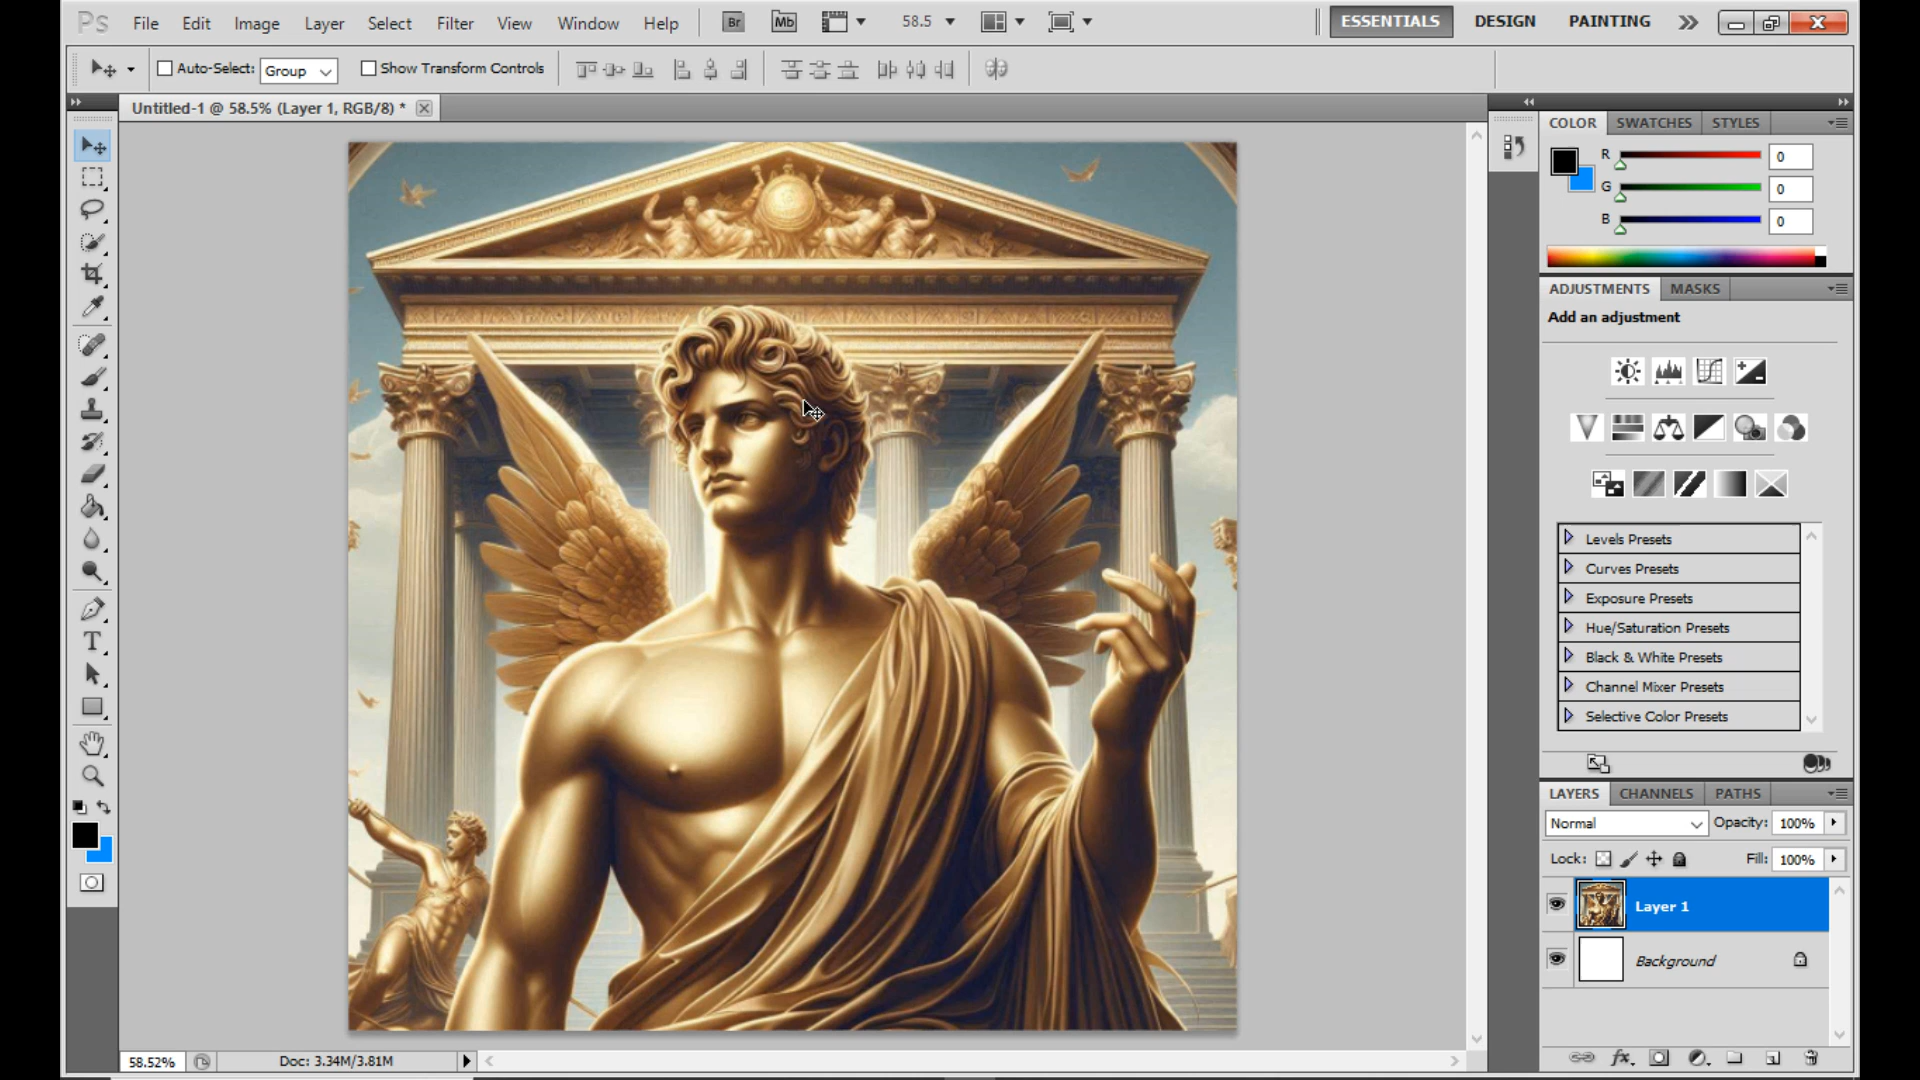 Ps File Edit Image Layer Select Filter View Window Help Br Mb 58.5 ESSENTIALS DESIGN PAINTING
Auto-Select: Group Show Transform Controls
Untitled-1 @ 58.5% (Layer 1, RGB/8) *
COLOR SWATCHES STYLES
R 0
G 0
B 0
ADJUSTMENTS MASKS
Add an adjustment
Levels Presets
Curves Presets
Exposure Presets
Hue/Saturation Presets
Black & White Presets
Channel Mixer Presets
Selective Color Presets
LAYERS CHANNELS PATHS
Normal Opacity: 100%
Lock: Fill: 100%
Layer 1
Background
T
fx
58.52% Doc: 3.34M/3.81M